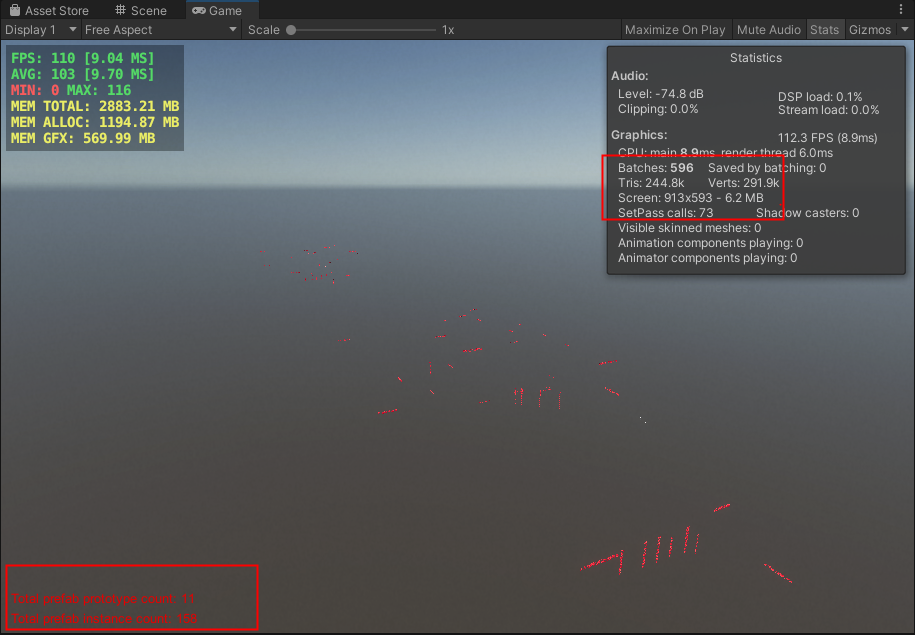 Asset Store Scene Game
Display 1 Free Aspect Scale 1x Maximize On Play Mute Audio Stats Gizmos
FPS: 110 [9.04 MS]
AVG: 103 [9.70 MS]
MIN: 0 MAX: 116
MEM TOTAL: 2883.21 MB
MEM ALLOC: 1194.87 MB
MEM GFX: 569.99 MB
Statistics
Audio:
Level: -74.8 dB DSP load: 0.1%
Clipping: 0.0% Stream load: 0.0%
Graphics: 112.3 FPS (8.9ms)
CPU: main 8.9ms render thread 6.0ms
Batches: 596 Saved by batching: 0
Tris: 244.8k Verts: 291.9k
Screen: 913x593 - 6.2 MB
SetPass calls: 73 Shadow casters: 0
Visible skinned meshes: 0
Animation components playing: 0
Animator components playing: 0
Total prefab prototype count: 11
Total prefab instance count: 158